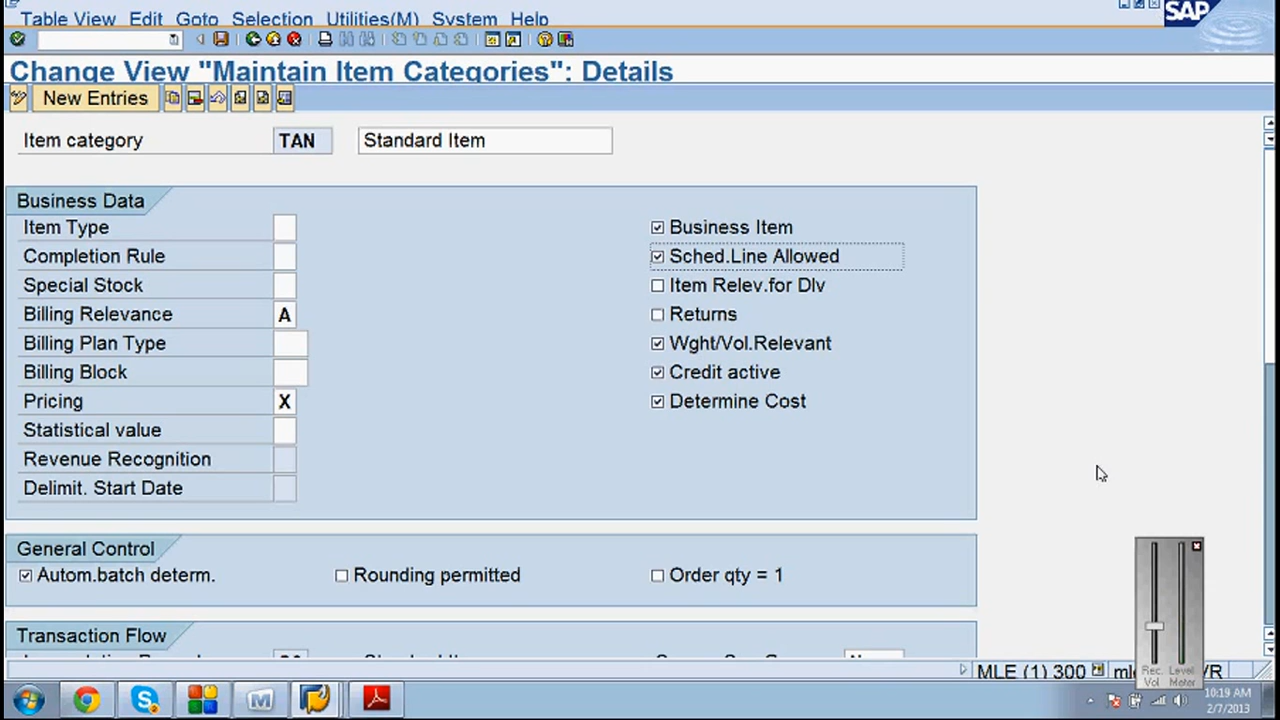 Table View Edit Goto Selection Utilities(M) System Help
SAP
Change View "Maintain Item Categories": Details
New Entries
Item category TAN Standard Item
Business Data
Item Type Business Item
Completion Rule Sched.Line Allowed
Special Stock Item Relev.for Dlv
Billing Relevance A Returns
Billing Plan Type Wght/Vol.Relevant
Billing Block Credit active
Pricing X Determine Cost
Statistical value
Revenue Recognition
Delimit. Start Date
General Control
Autom.batch determ. Rounding permitted Order qty = 1
Transaction Flow
MLE (1) 300
Rec. Level
Vol Meter
10:19 AM
2/7/2013